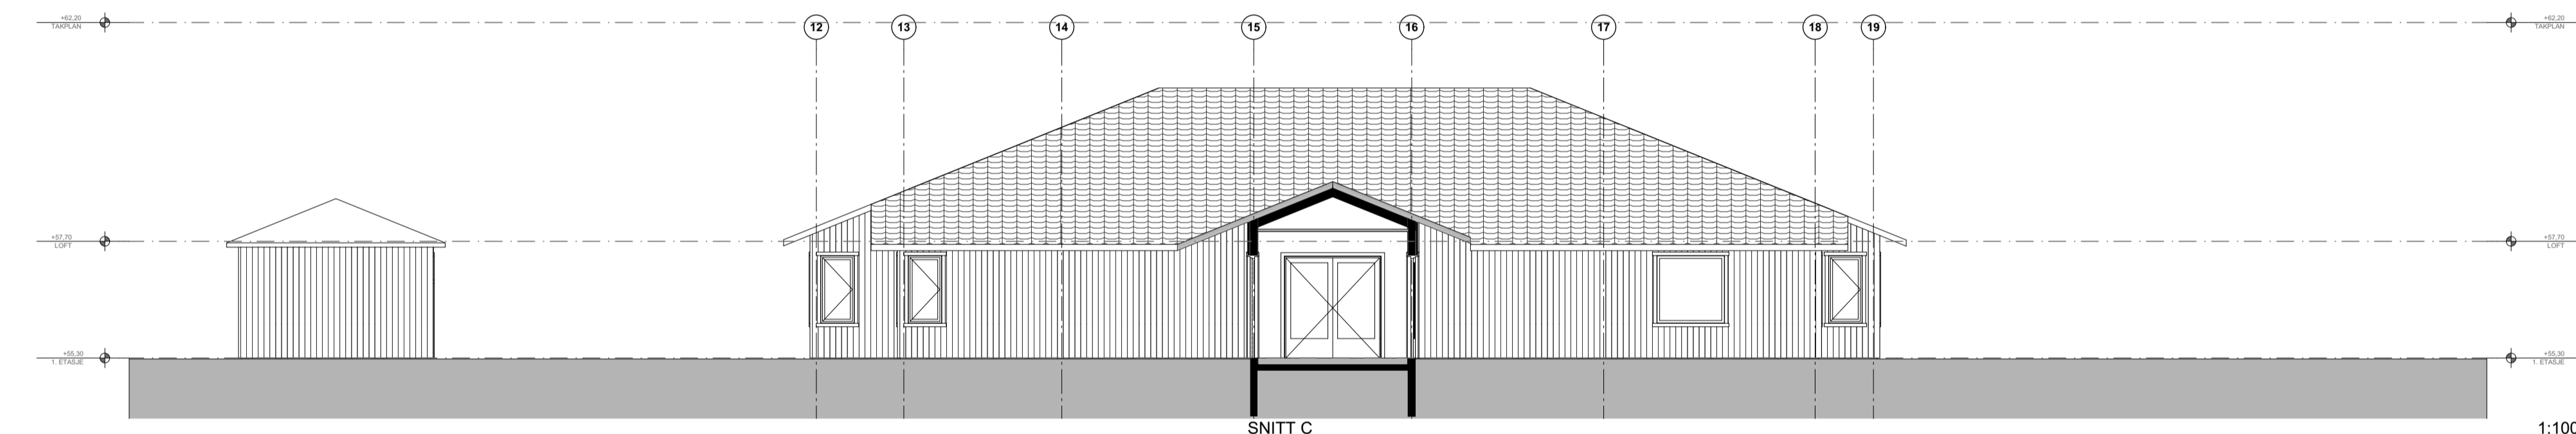 +62,20
TAKPLAN
12 13 14 15 16 17 18 19
+62,20
TAKPLAN
+57,70
LOFT
+57,70
LOFT
+55,30
1. ETASJE
+55,30
1. ETASJE
SNITT C
1:100